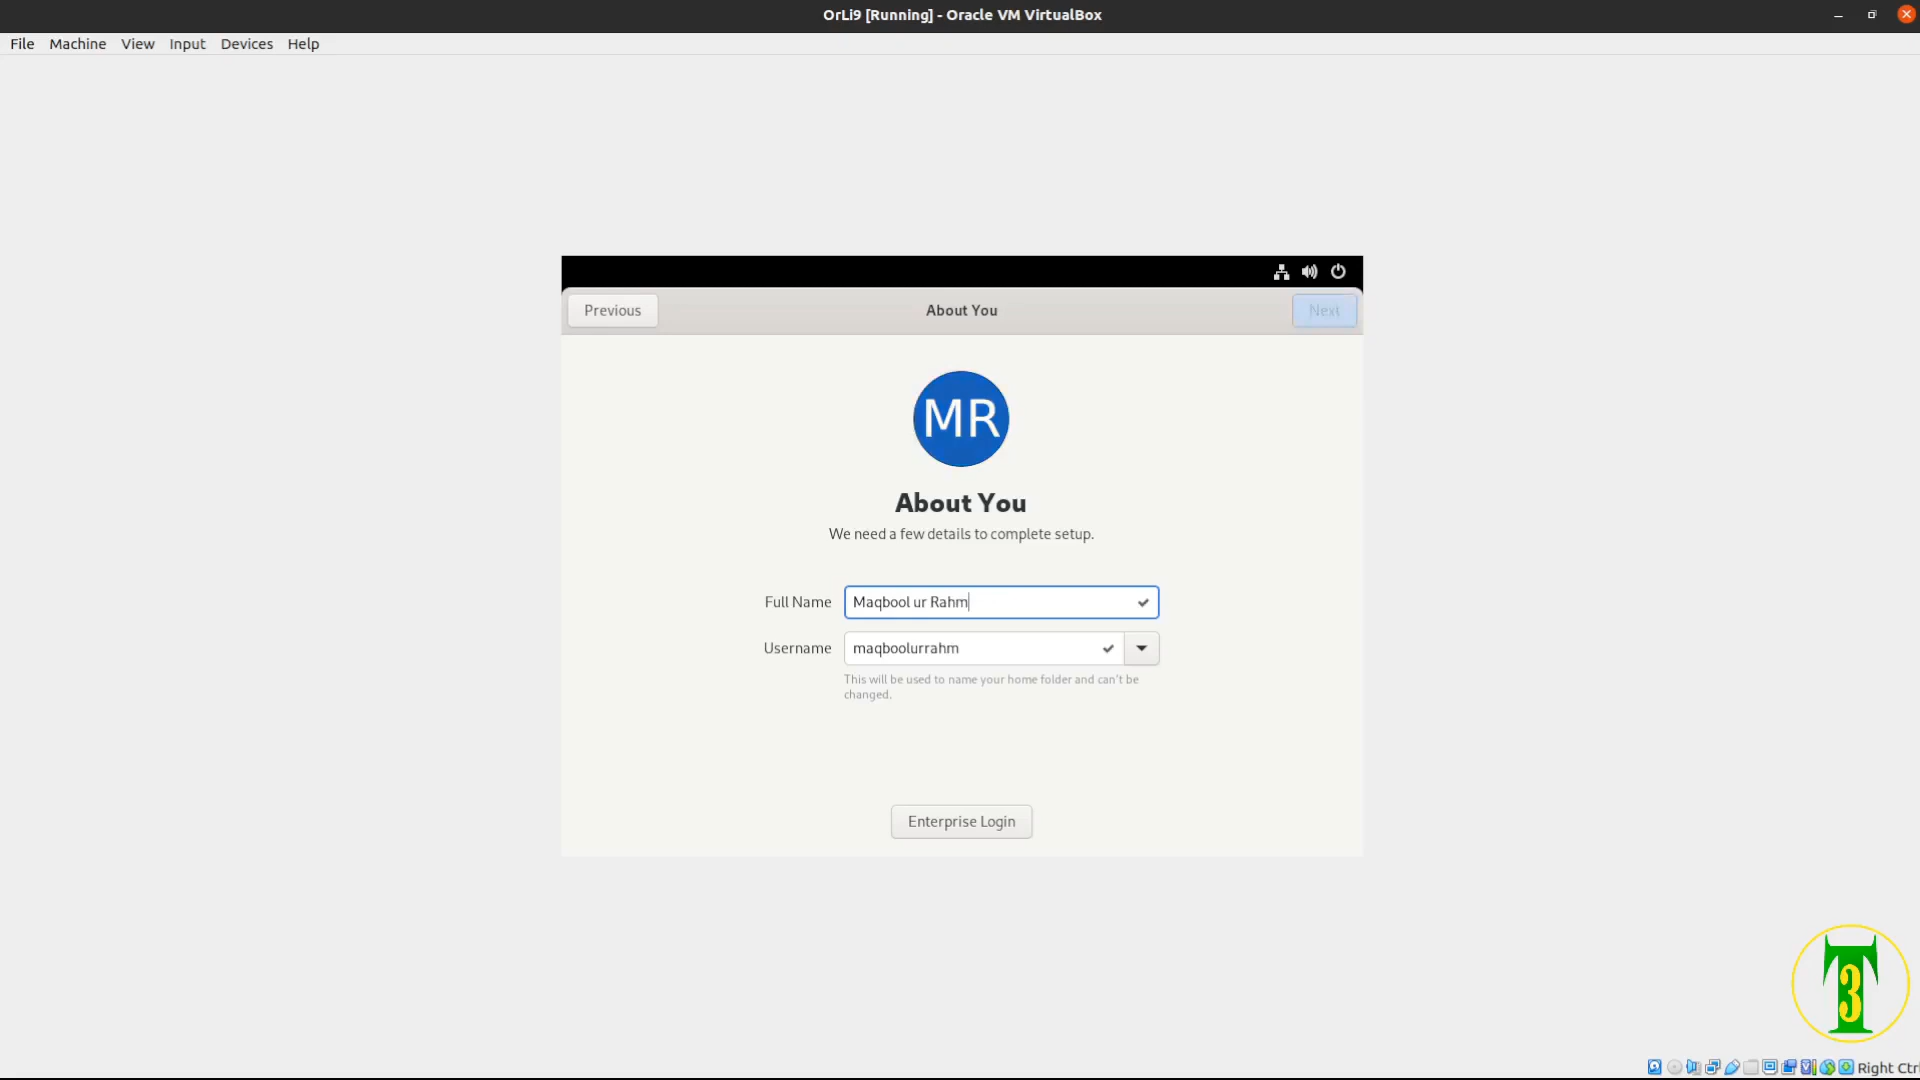 OrLi9 [Running] - Oracle VM VirtualBox
File Machine View Input Devices Help
Previous About You Next
MR
About You
We need a few details to complete setup.
Full Name Maqbool ur Rahm
Username maqboolurrahm
This will be used to name your home folder and can't be
changed.
Enterprise Login
T3
Right Ctrl